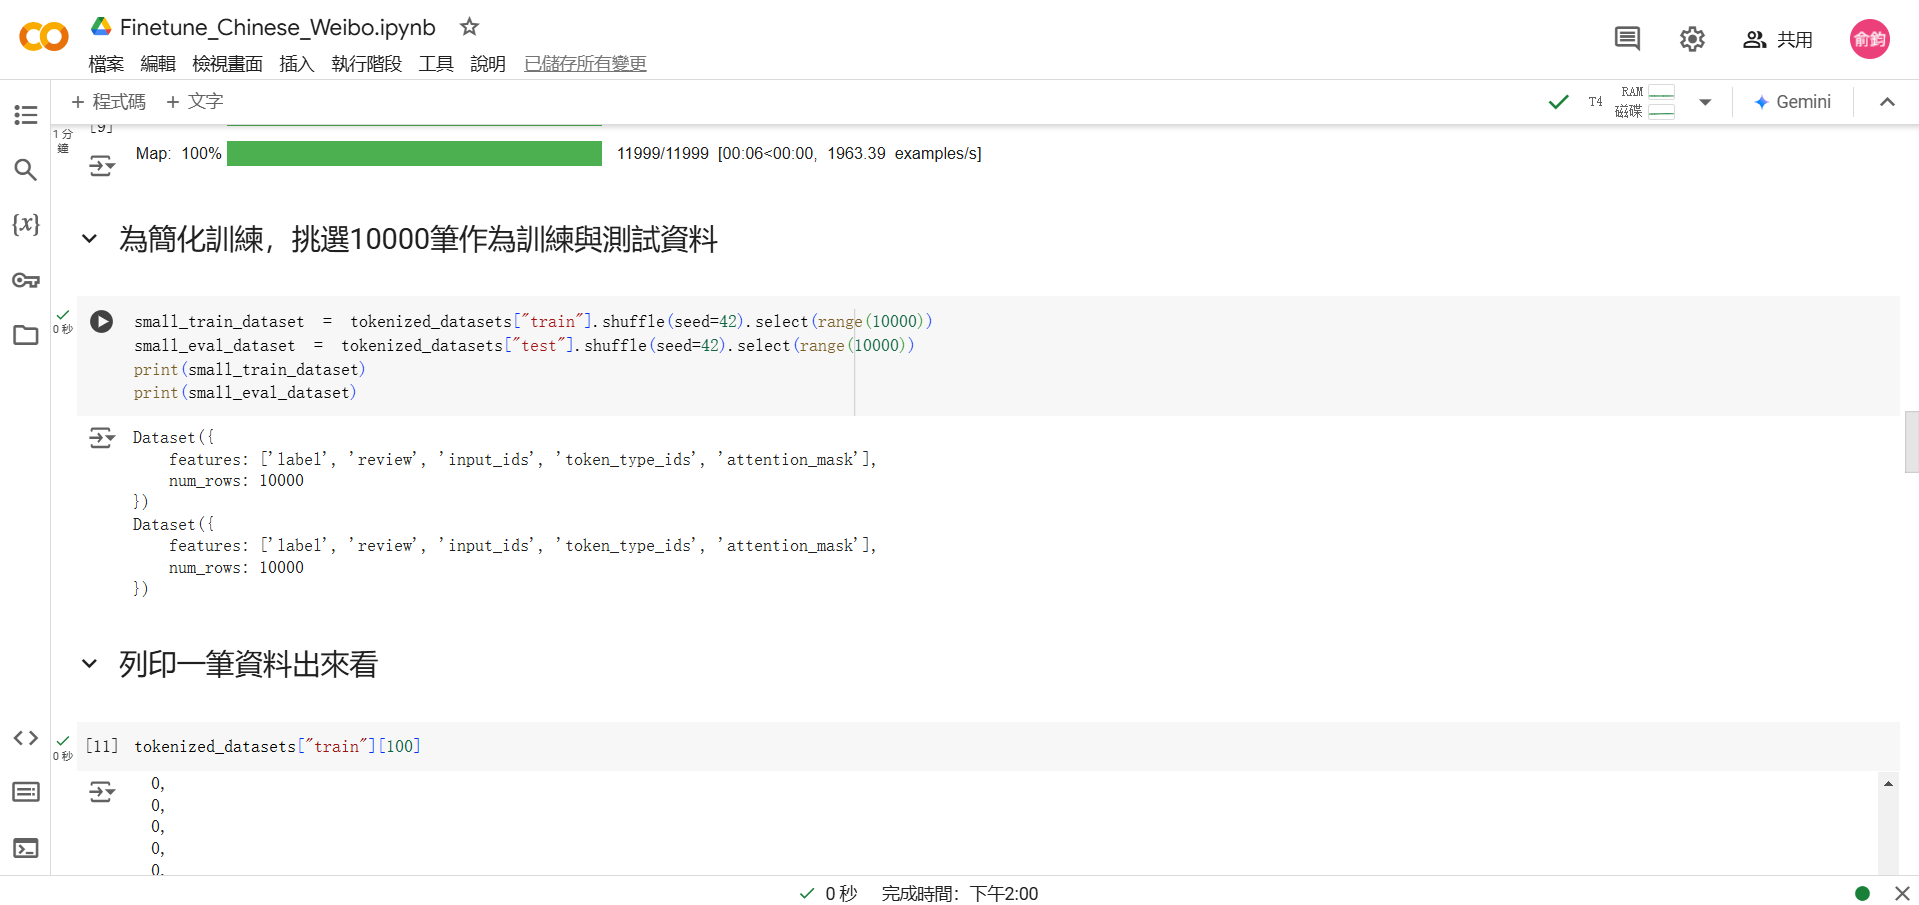 Finetune_Chinese_Weibo.ipynb
檔案 編輯 檢視畫面 插入 執行階段 工具 說明 已儲存所有變更
共用
俞鈞
+ 程式碼 + 文字
T4
RAM
磁碟
Gemini
[9]
1 分鐘
Map: 100% 11999/11999 [00:06<00:00, 1963.39 examples/s]
為簡化訓練，挑選10000筆作為訓練與測試資料
0 秒
small_train_dataset = tokenized_datasets["train"].shuffle(seed=42).select(range(10000))
small_eval_dataset = tokenized_datasets["test"].shuffle(seed=42).select(range(10000))
print(small_train_dataset)
print(small_eval_dataset)
Dataset({
    features: ['label', 'review', 'input_ids', 'token_type_ids', 'attention_mask'],
    num_rows: 10000
})
Dataset({
    features: ['label', 'review', 'input_ids', 'token_type_ids', 'attention_mask'],
    num_rows: 10000
})
列印一筆資料出來看
0 秒
[11] tokenized_datasets["train"][100]
0,
0,
0,
0,
0,
0 秒 完成時間：下午2:00